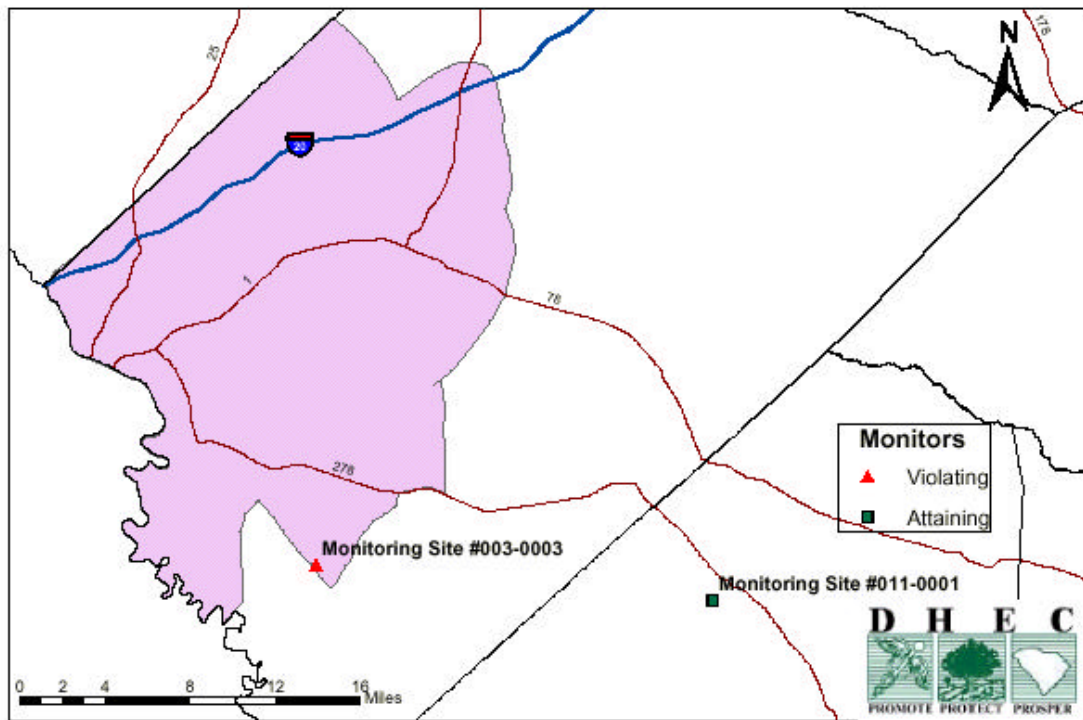 25
178
N
20
1
78
278
Monitors
Violating
Attaining
Monitoring Site #003-0003
Monitoring Site #011-0001
D H E C
0 2 4 8 12 16
Miles
PROMOTE PROTECT PROSPER